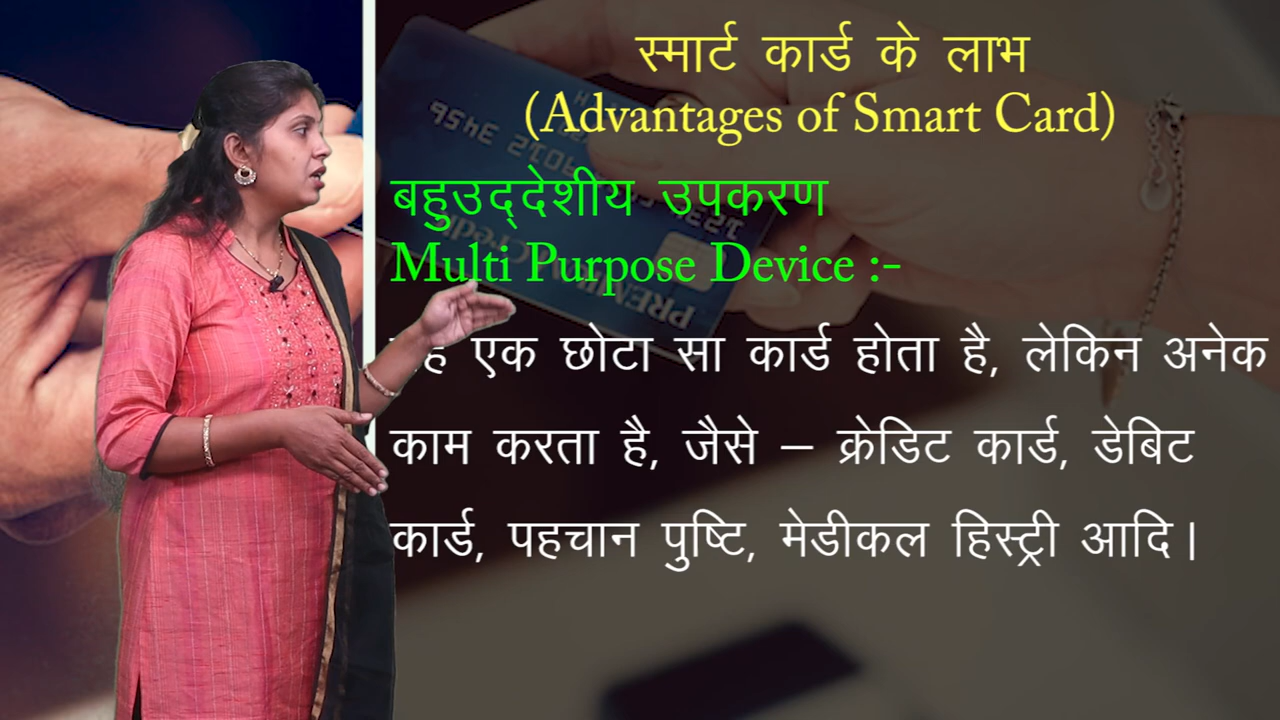 स्मार्ट कार्ड के लाभ
(Advantages of Smart Card)
बहुउद्‌देशीय उपकरण
Multi Purpose Device :-
एक छोटा सा कार्ड होता है, लेकिन अनेक
काम करता है, जैसे – क्रेडिट कार्ड, डेबिट
कार्ड, पहचान पुष्टि, मेडीकल हिस्ट्री आदि।